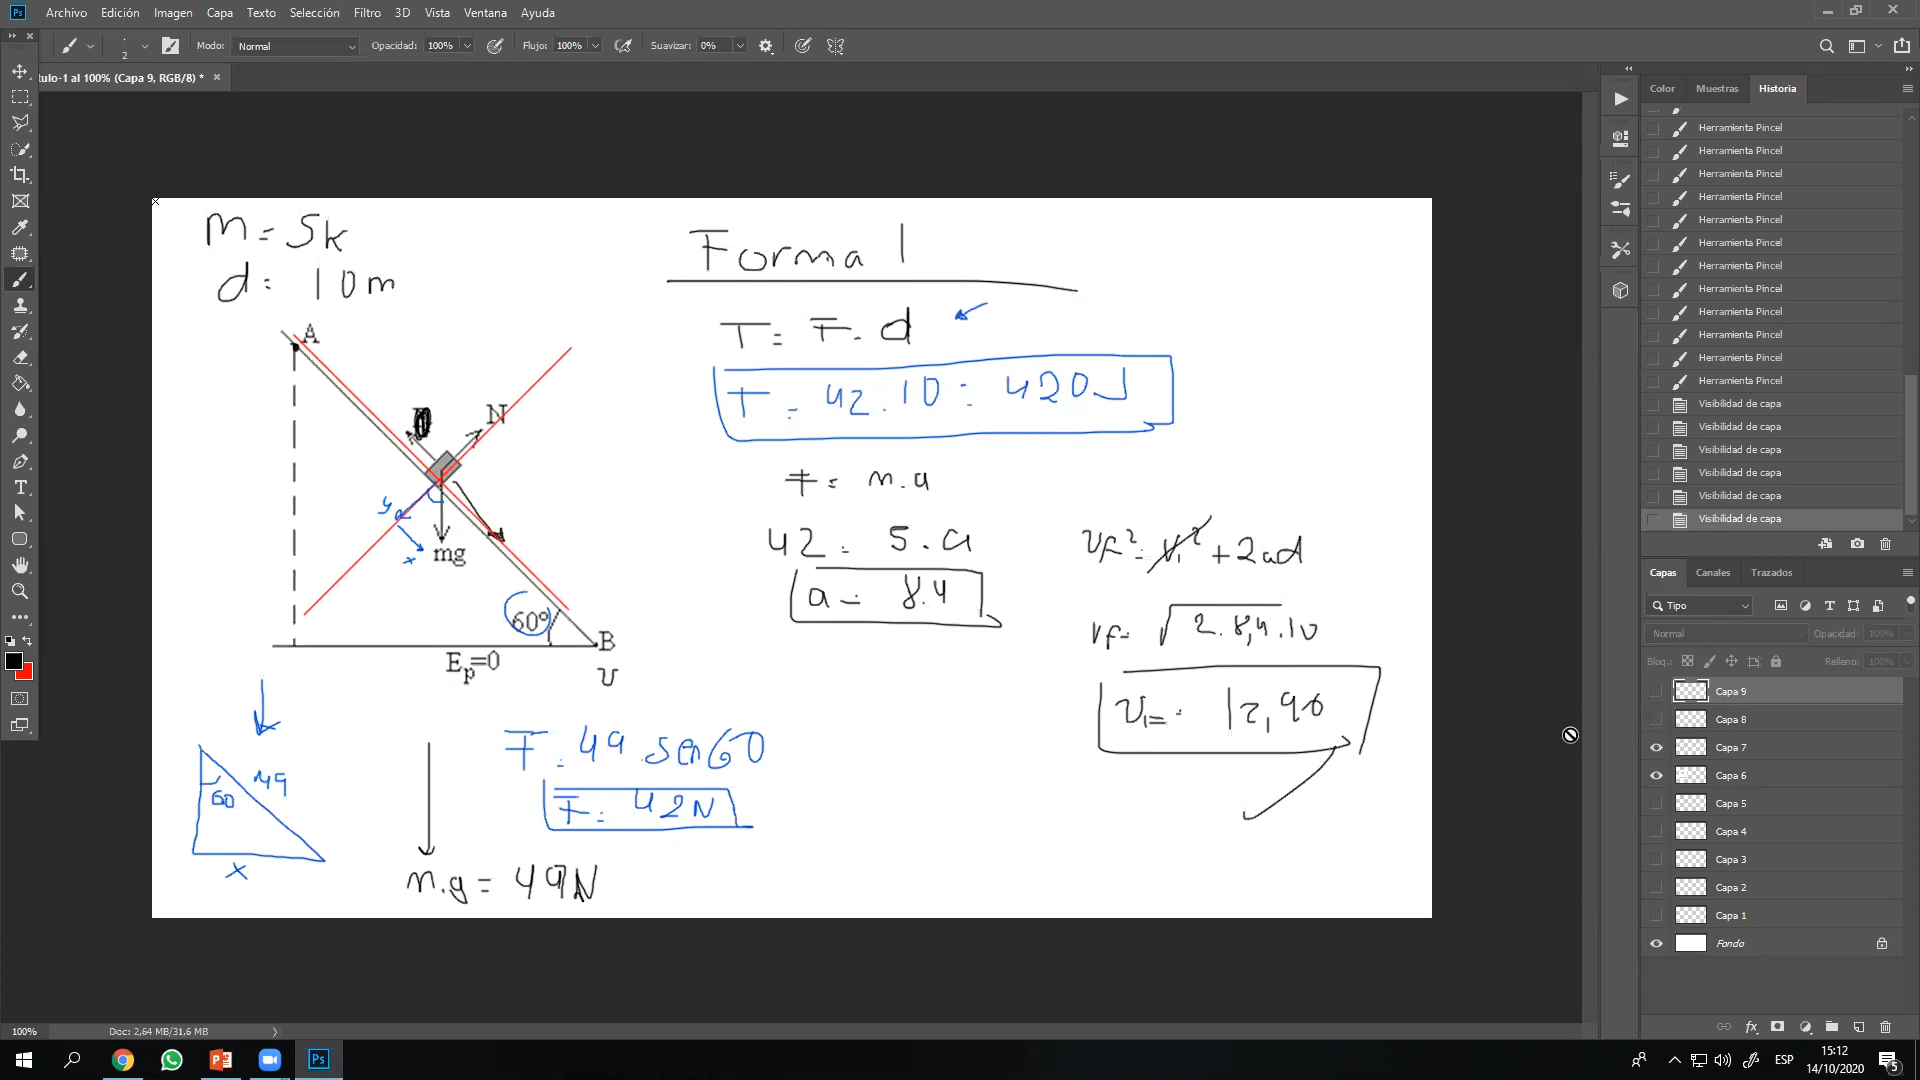 Ps Archivo Edición Imagen Capa Texto Selección Filtro 3D Vista Ventana Ayuda
2 Modo: Normal Opacidad: 100% Flujo: 100% Suavizar: 0%
tulo-1 al 100% (Capa 9, RGB/8) *
m = 5k
d = 10m
A
N
y
x
mg
60º
B
Ep=0
v
60
49
x
m.g = 49N
F = 49.sen60
F = 42N
Forma 1
T = F.d
T = 42.10 = 420J
F = m.a
42 = 5.a
a = 8.4
vf² = vi² + 2ad
vf = √2.8,4.10
12,96
Color Muestras Historia
Herramienta Pincel
Herramienta Pincel
Herramienta Pincel
Herramienta Pincel
Herramienta Pincel
Herramienta Pincel
Herramienta Pincel
Herramienta Pincel
Herramienta Pincel
Herramienta Pincel
Herramienta Pincel
Herramienta Pincel
Visibilidad de capa
Visibilidad de capa
Visibilidad de capa
Visibilidad de capa
Visibilidad de capa
Visibilidad de capa
Capas Canales Trazados
Tipo
Normal Opacidad: 100%
Bloq.: Relleno: 100%
Capa 9
Capa 8
Capa 7
Capa 6
Capa 5
Capa 4
Capa 3
Capa 2
Capa 1
Fondo
100% Doc: 2,64 MB/31,6 MB
Ps
ESP
15:12
14/10/2020
5